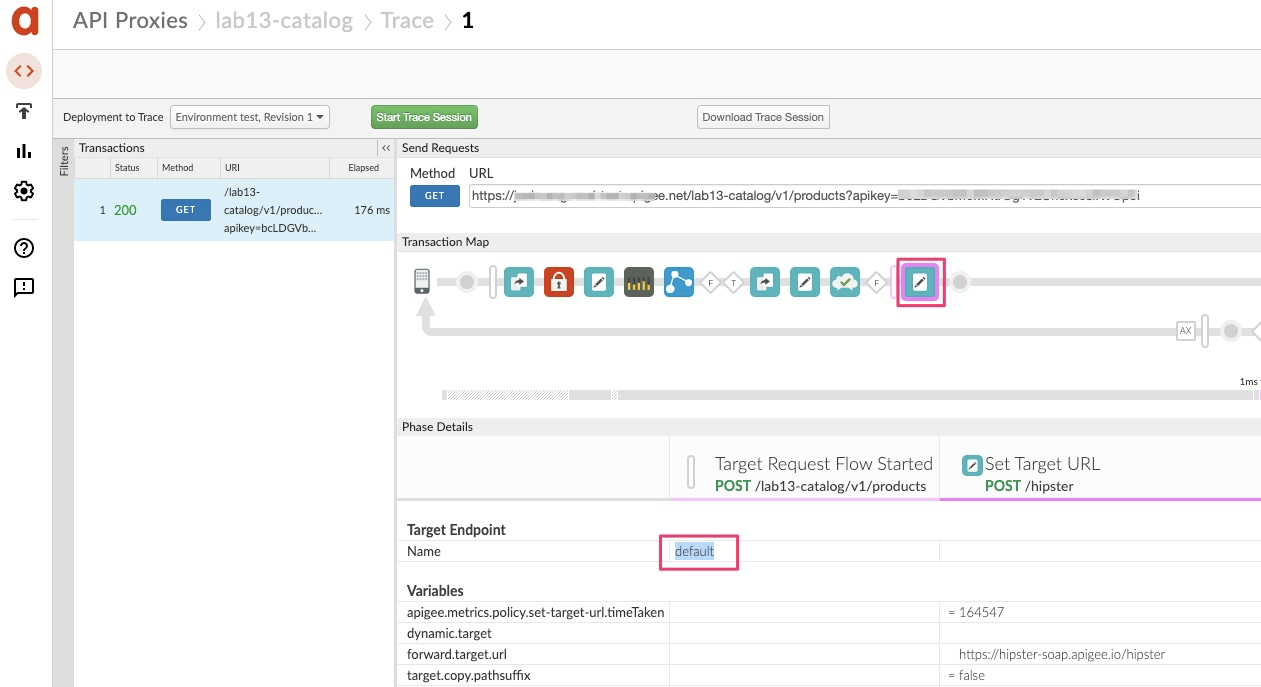 API Proxies > lab13-catalog > Trace > 1
Deployment to Trace Environment test, Revision 1 Start Trace Session Download Trace Session
Filters
Transactions <<
Status Method URI Elapsed
1 200 GET /lab13-
catalog/v1/produc...
apikey=bcLDGVb...
176 ms
Send Requests
Method URL
GET https:// .net/lab13-catalog/v1/products?apikey=
Transaction Map
F T F
AX
1ms
Phase Details
Target Request Flow Started
POST /lab13-catalog/v1/products
Set Target URL
POST /hipster
Target Endpoint
Name default
Variables
apigee.metrics.policy.set-target-url.timeTaken = 164547
dynamic.target
forward.target.url https://hipster-soap.apigee.io/hipster
target.copy.pathsuffix = false